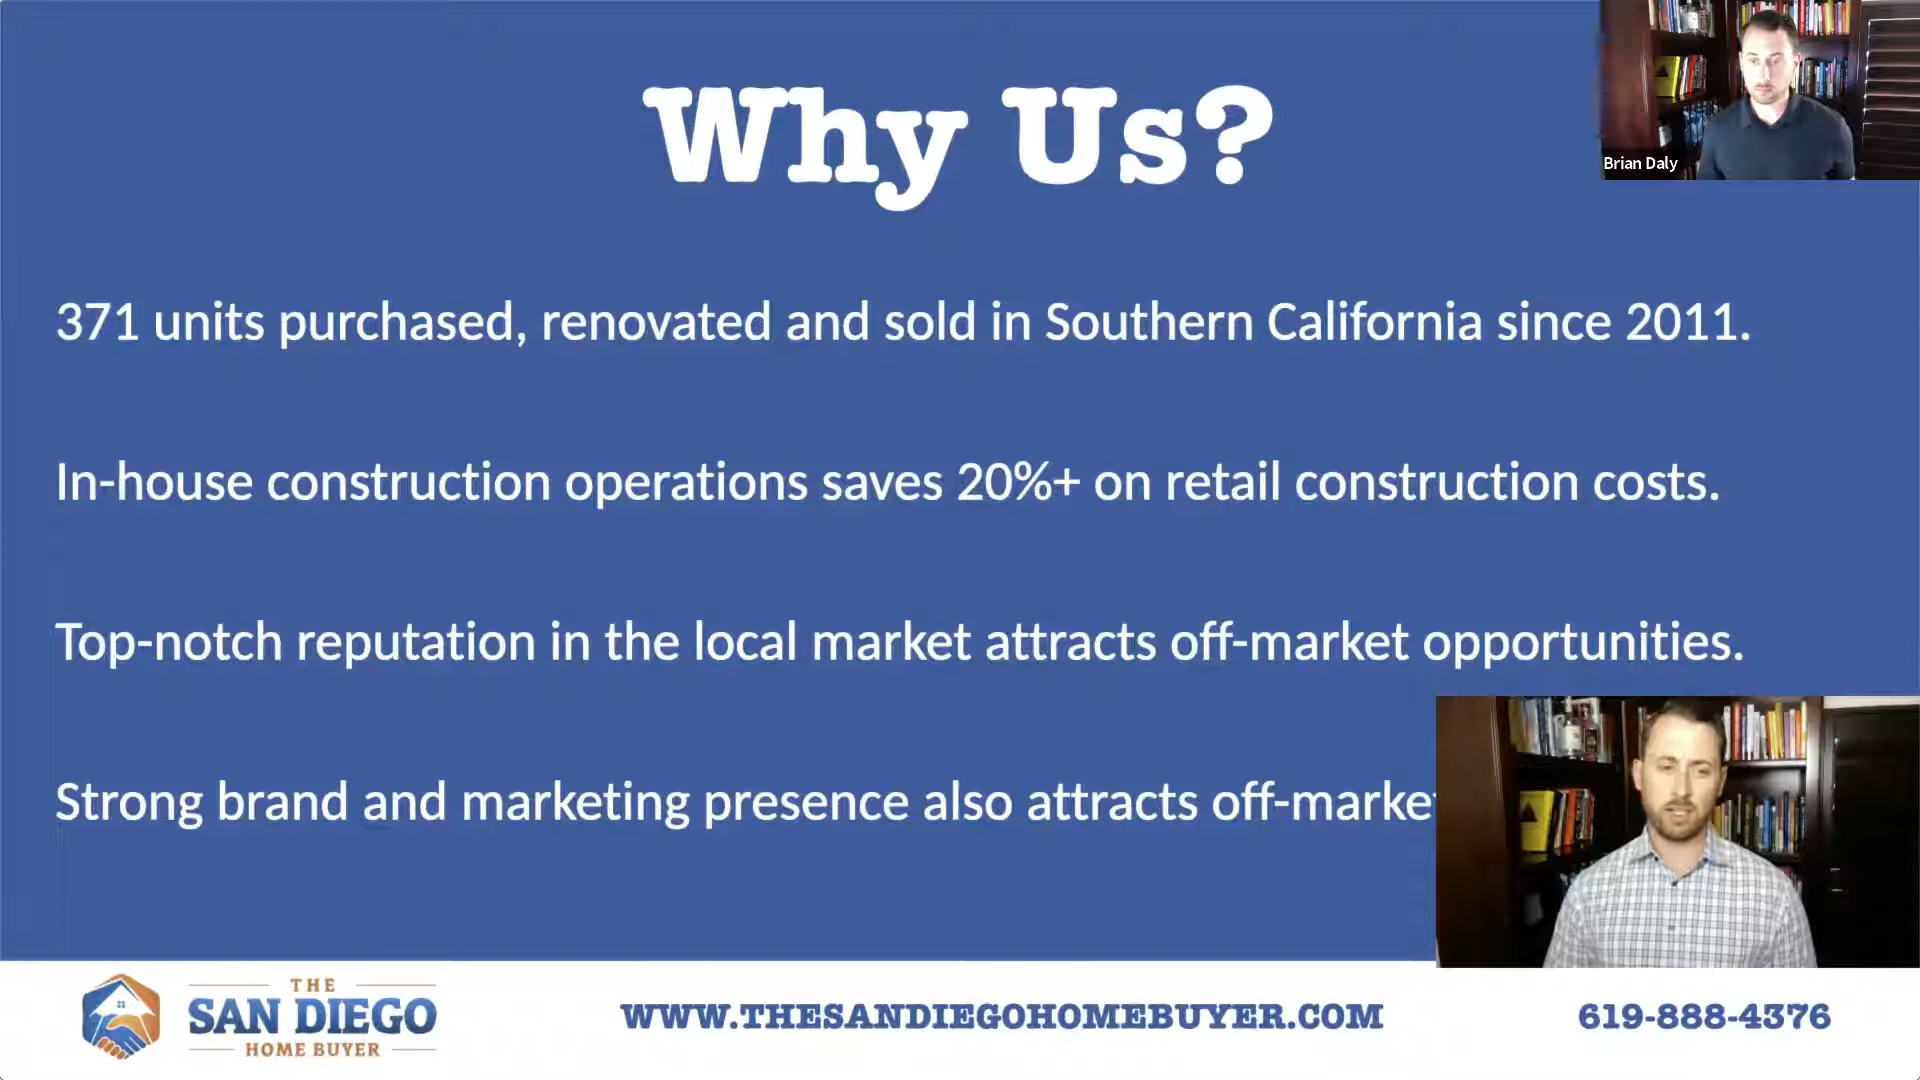 Why Us?
Brian Daly
371 units purchased, renovated and sold in Southern California since 2011.
In-house construction operations saves 20%+ on retail construction costs.
Top-notch reputation in the local market attracts off-market opportunities.
Strong brand and marketing presence also attracts off-market
THE
SAN DIEGO
HOME BUYER
WWW.THESANDIEGOHOMEBUYER.COM
619-888-4376